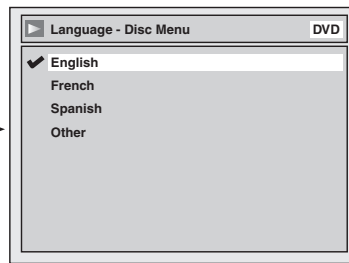 Language - Disc Menu DVD
English
French
Spanish
Other